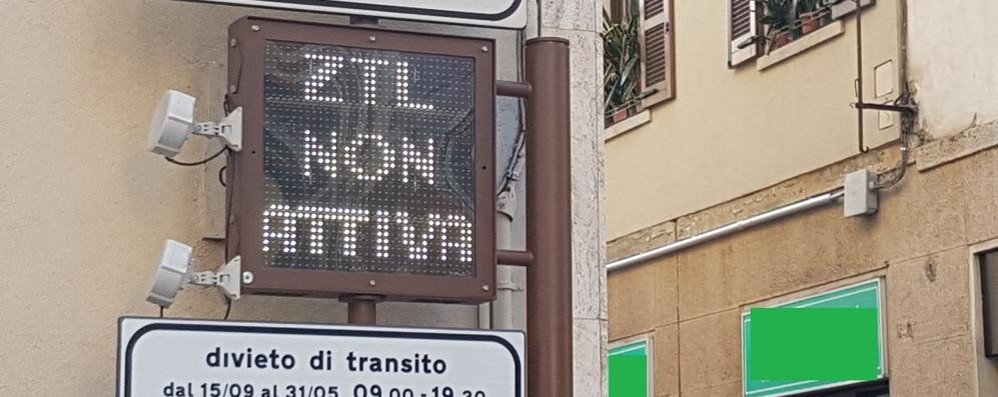 ZTL
NON
ATTIVA
divieto di transito
dal 15/09 al 31/05 09.00-19.30